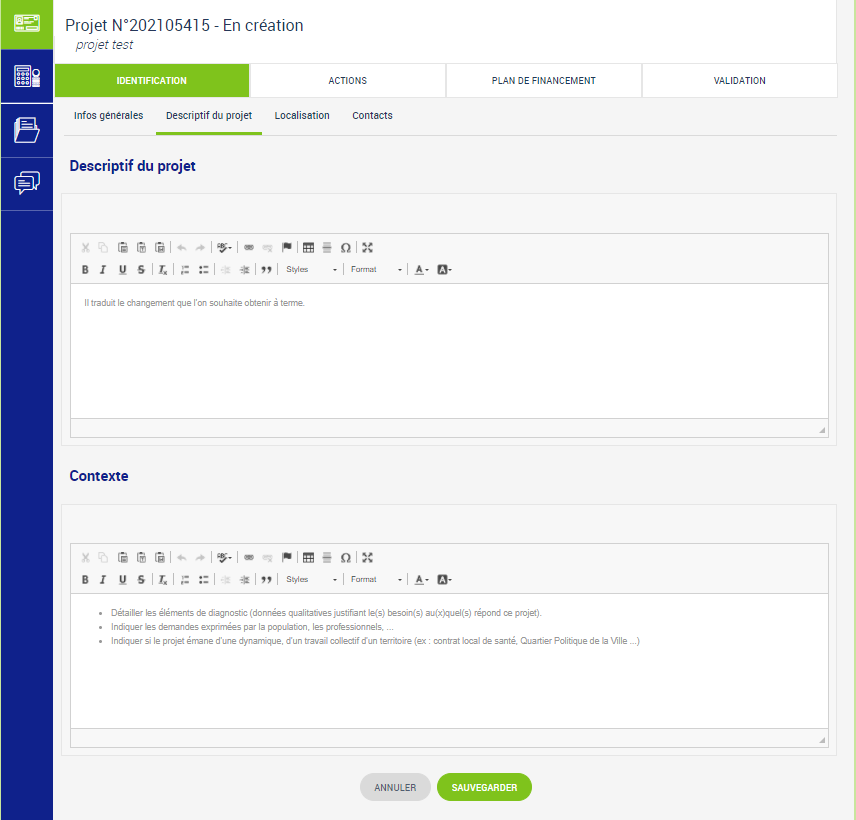 Projet N°202105415 - En création
projet test
IDENTIFICATION
ACTIONS
PLAN DE FINANCEMENT
VALIDATION
Infos générales
Descriptif du projet
Localisation
Contacts
Descriptif du projet
ABC
Ω
B I U S Ix
Styles
Format
A
A
Il traduit le changement que l'on souhaite obtenir à terme.
Contexte
ABC
Ω
B I U S Ix
Styles
Format
A
A
• Détailler les éléments de diagnostic (données qualitatives justifiant le(s) besoin(s) au(x)quel(s) répond ce projet).
• Indiquer les demandes exprimées par la population, les professionnels, ...
• Indiquer si le projet émane d'une dynamique, d'un travail collectif d'un territoire (ex : contrat local de santé, Quartier Politique de la Ville ...)
ANNULER
SAUVEGARDER